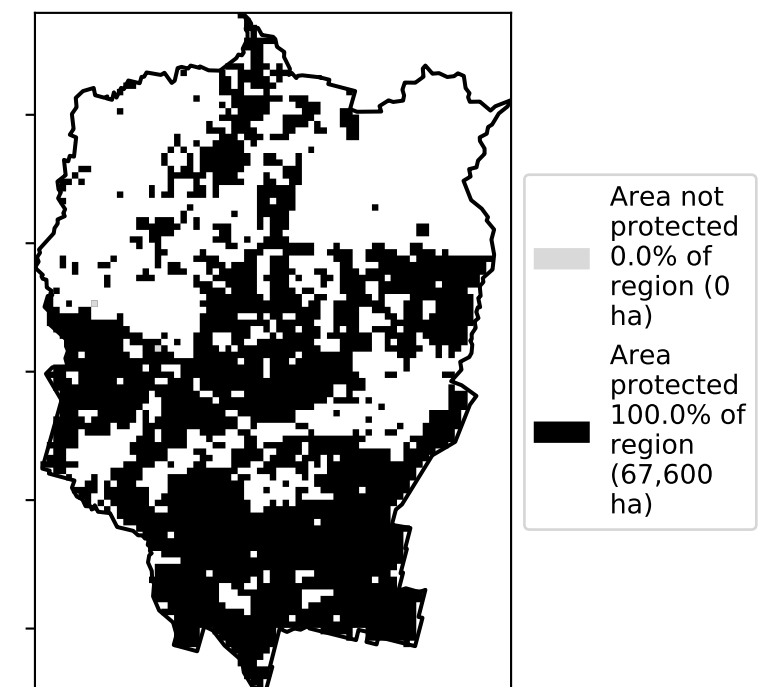 Area not
protected
0.0% of
region (0
ha)
Area
protected
100.0% of
region
(67,600
ha)